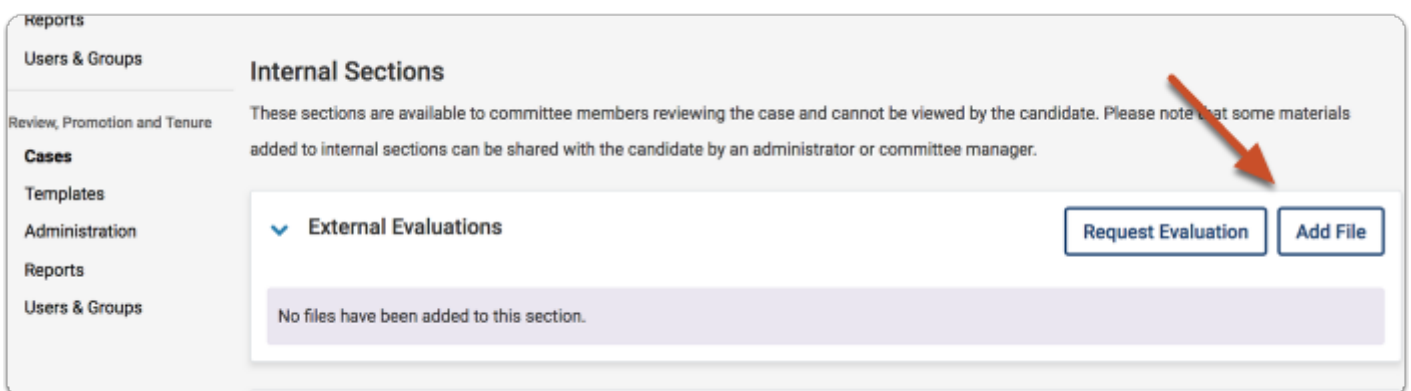 Reports
Users & Groups
Review, Promotion and Tenure
Cases
Templates
Administration
Reports
Users & Groups
Internal Sections
These sections are available to committee members reviewing the case and cannot be viewed by the candidate. Please note that some materials
added to internal sections can be shared with the candidate by an administrator or committee manager.
External Evaluations
Request Evaluation
Add File
No files have been added to this section.